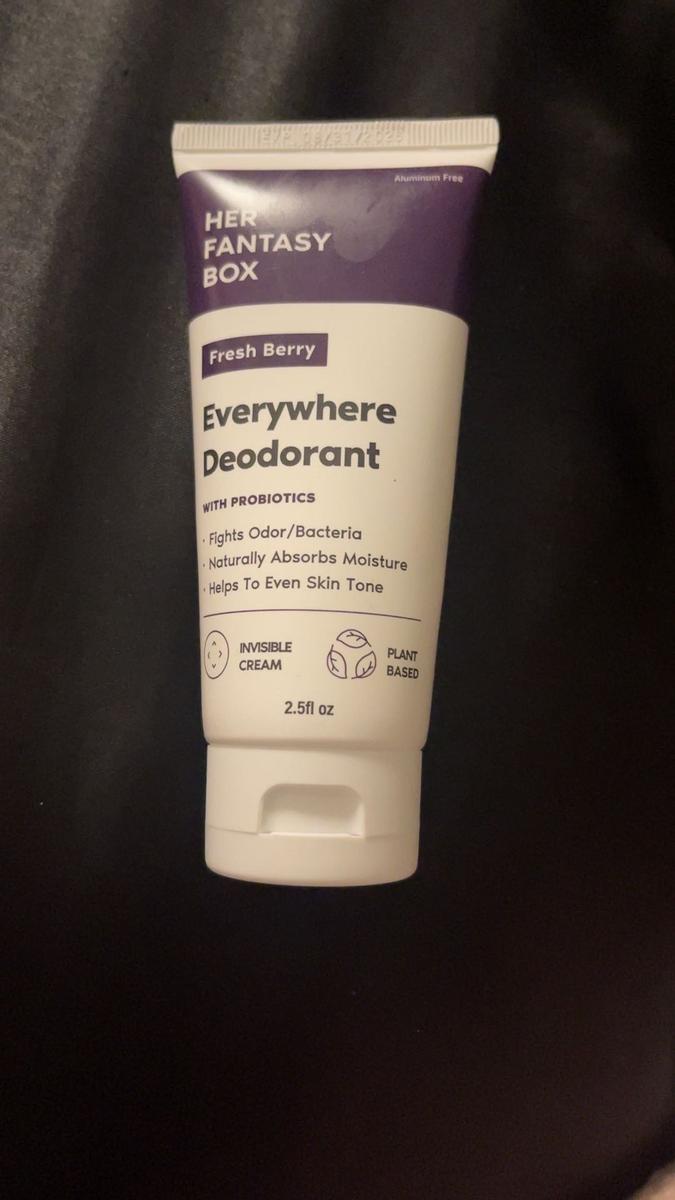 EXP
Aluminum Free
HER
FANTASY
BOX
Fresh Berry
Everywhere
Deodorant
WITH PROBIOTICS
· Fights Odor/Bacteria
· Naturally Absorbs Moisture
· Helps To Even Skin Tone
INVISIBLE
CREAM
PLANT
BASED
2.5fl oz